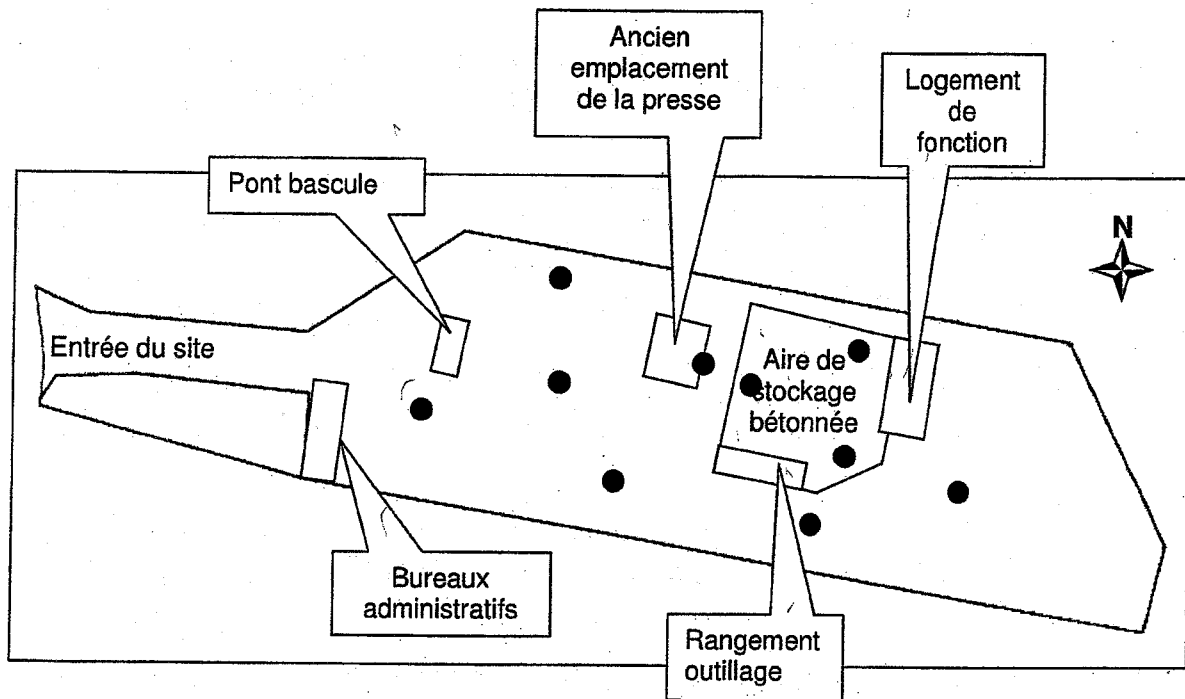 Ancien
emplacement
de la presse
Logement
de
fonction
Pont bascule
N
Entrée du site
Aire de
stockage
bétonnée
Bureaux
administratifs
Rangement
outillage